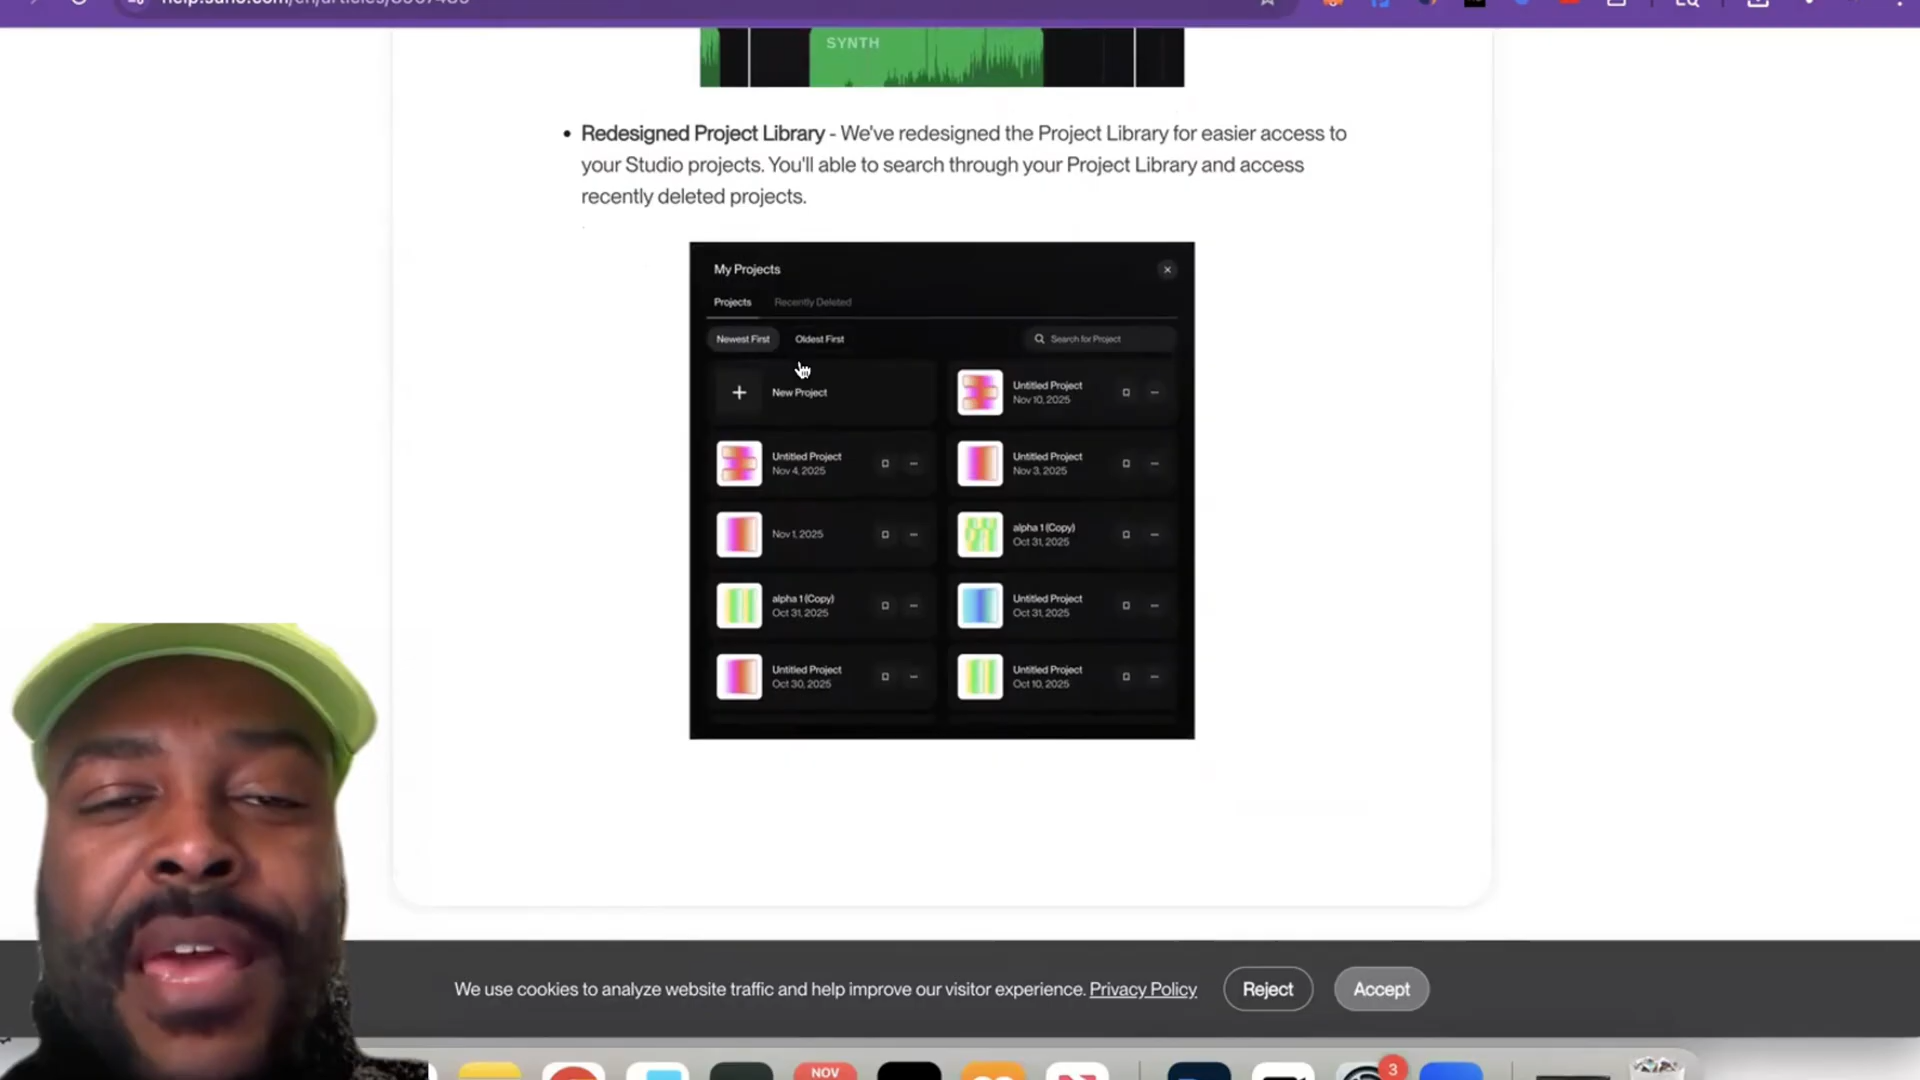 SYNTH
• Redesigned Project Library - We've redesigned the Project Library for easier access to
your Studio projects. You'll able to search through your Project Library and access
recently deleted projects.
My Projects
Projects Recently Deleted
Newest First Oldest First Search for Project
New Project
Untitled Project
Nov 10, 2025
Untitled Project
Nov 4, 2025
Untitled Project
Nov 3, 2025
Nov 1, 2025
alpha 1 (Copy)
Oct 31, 2025
alpha 1 (Copy)
Oct 31, 2025
Untitled Project
Oct 31, 2025
Untitled Project
Oct 30, 2025
Untitled Project
Oct 10, 2025
We use cookies to analyze website traffic and help improve our visitor experience. Privacy Policy Reject Accept
NOV
3